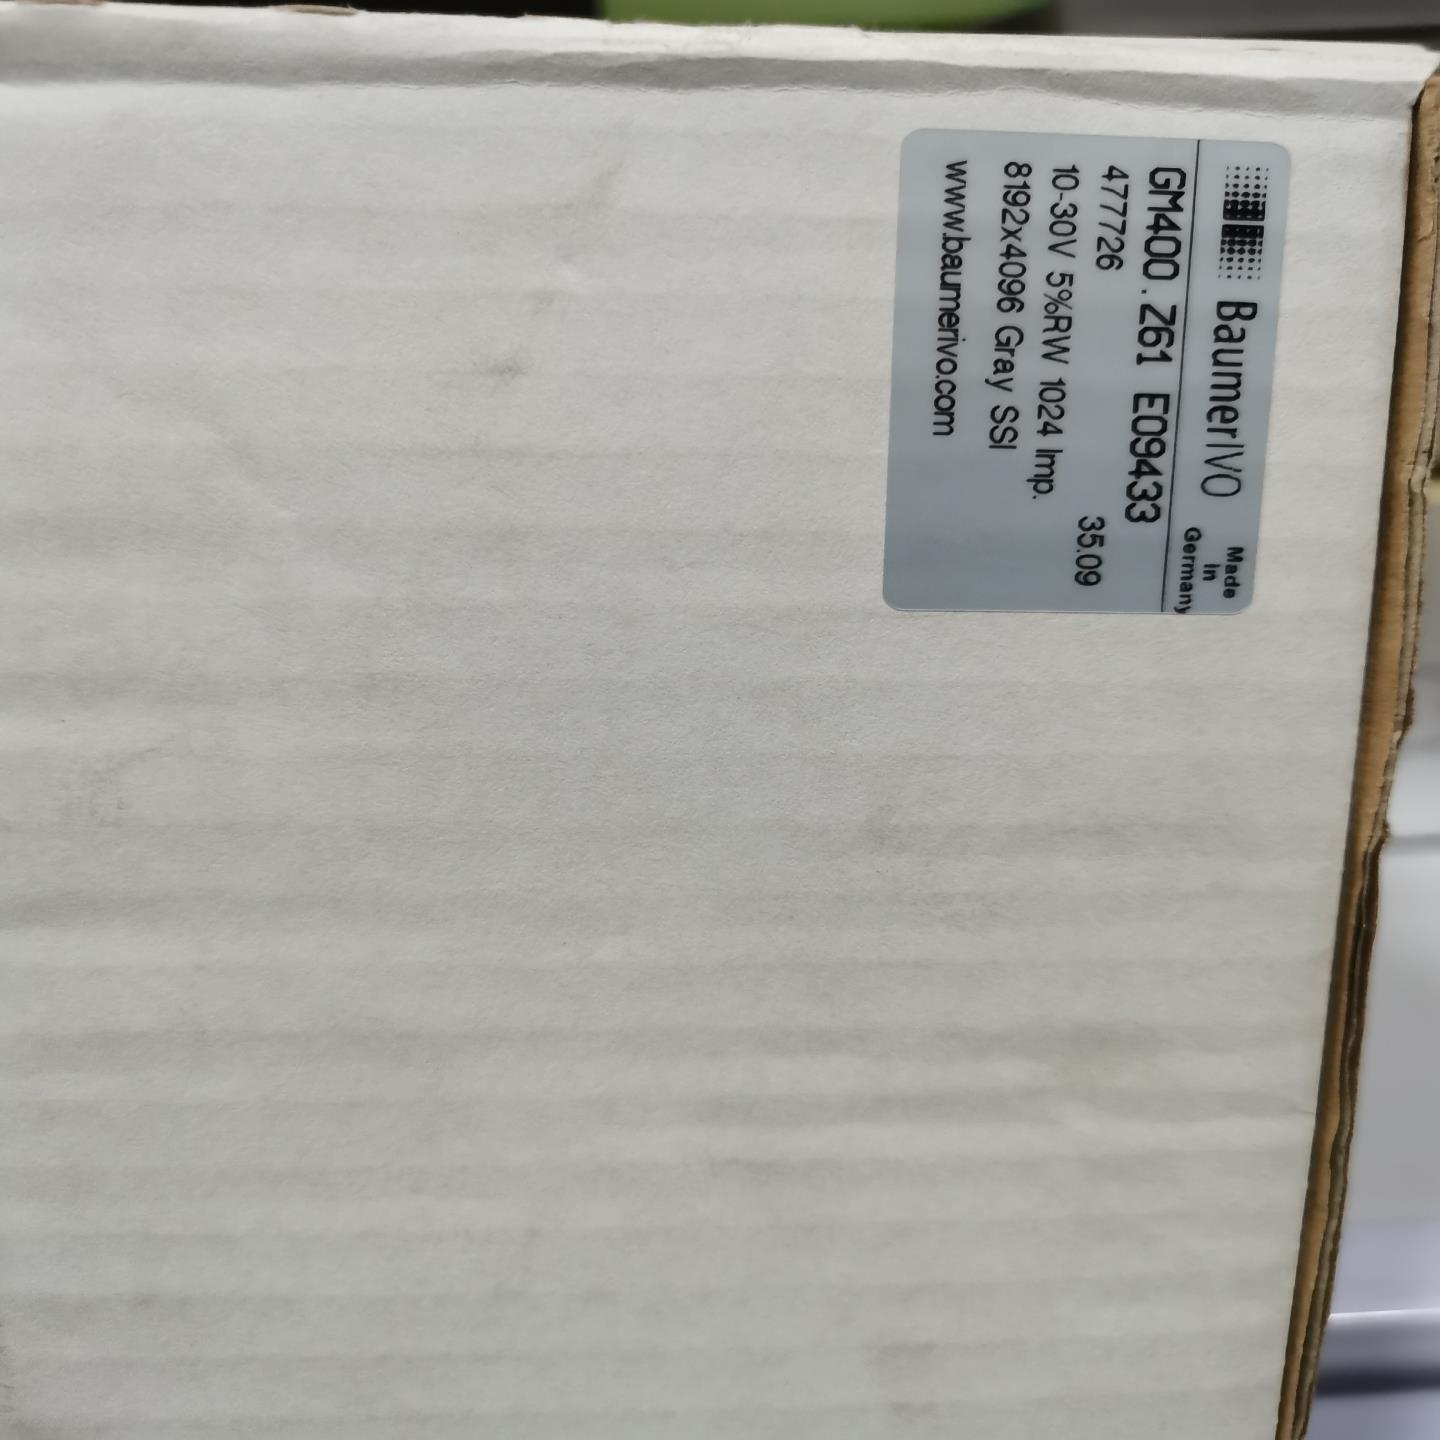 BaumerIVO
Made
in
Germany
GM400.Z61 E09433
477726 35.09
10-30V 5%RW 1024 Imp.
8192x4096 Gray SSI
www.baumerivo.com